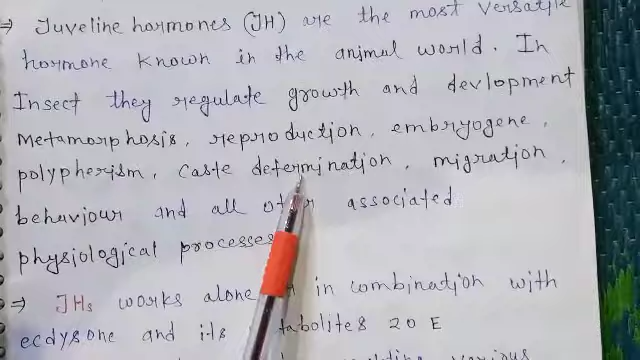 ⇒ Juveline hormones (JH) are the most versatile
hormone known in the animal world. In
Insect they regulate growth and devlopment
Metamorphosis, reproduction, embryogene,
polypherism, Caste determination, migration,
behaviour and all other associated
physiological processes
⇒ JHs works alone in combination with
ecdysone and its 20 E
various